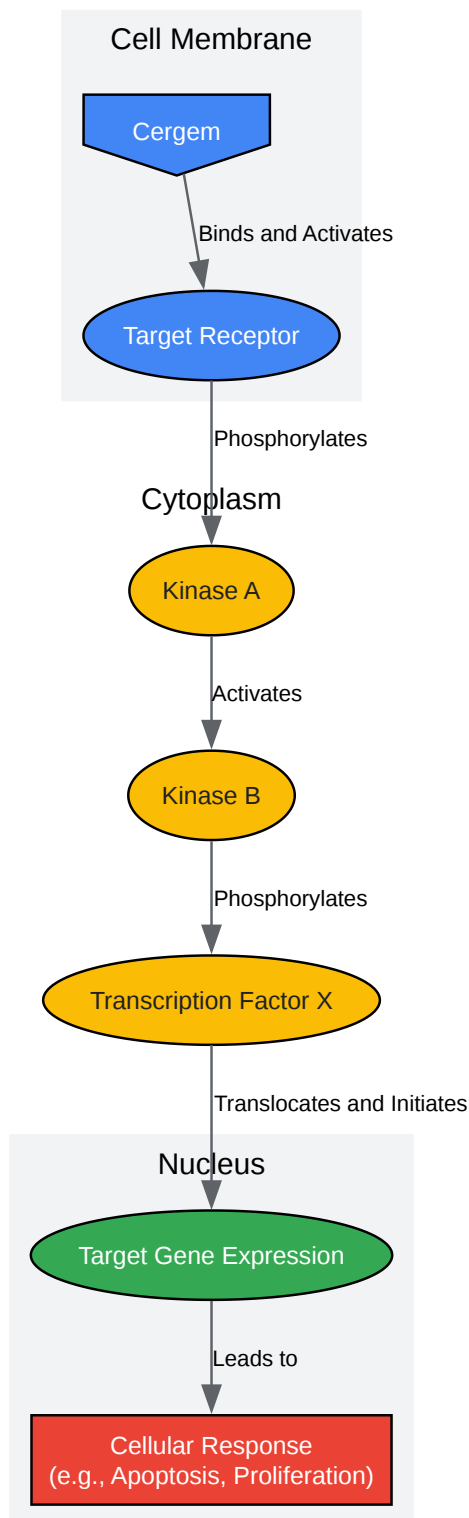 Cell Membrane
Cergem
Binds and Activates
Target Receptor
Phosphorylates
Cytoplasm
Kinase A
Activates
Kinase B
Phosphorylates
Transcription Factor X
Translocates and Initiates
Nucleus
Target Gene Expression
Leads to
Cellular Response
(e.g., Apoptosis, Proliferation)